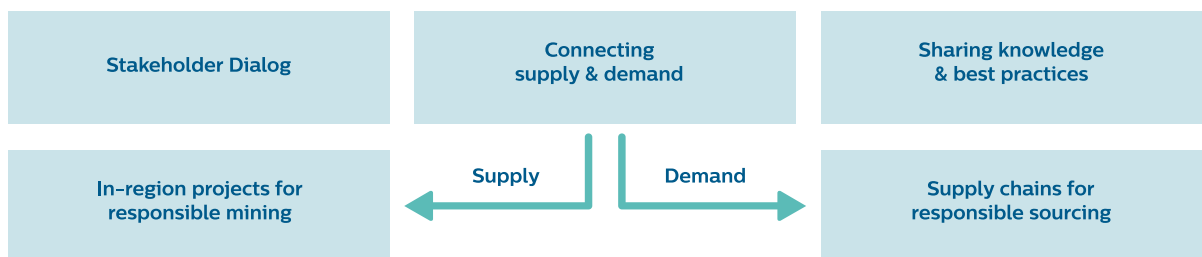 Stakeholder Dialog
Connecting
supply & demand
Sharing knowledge
& best practices
In-region projects for
responsible mining
Supply
Demand
Supply chains for
responsible sourcing